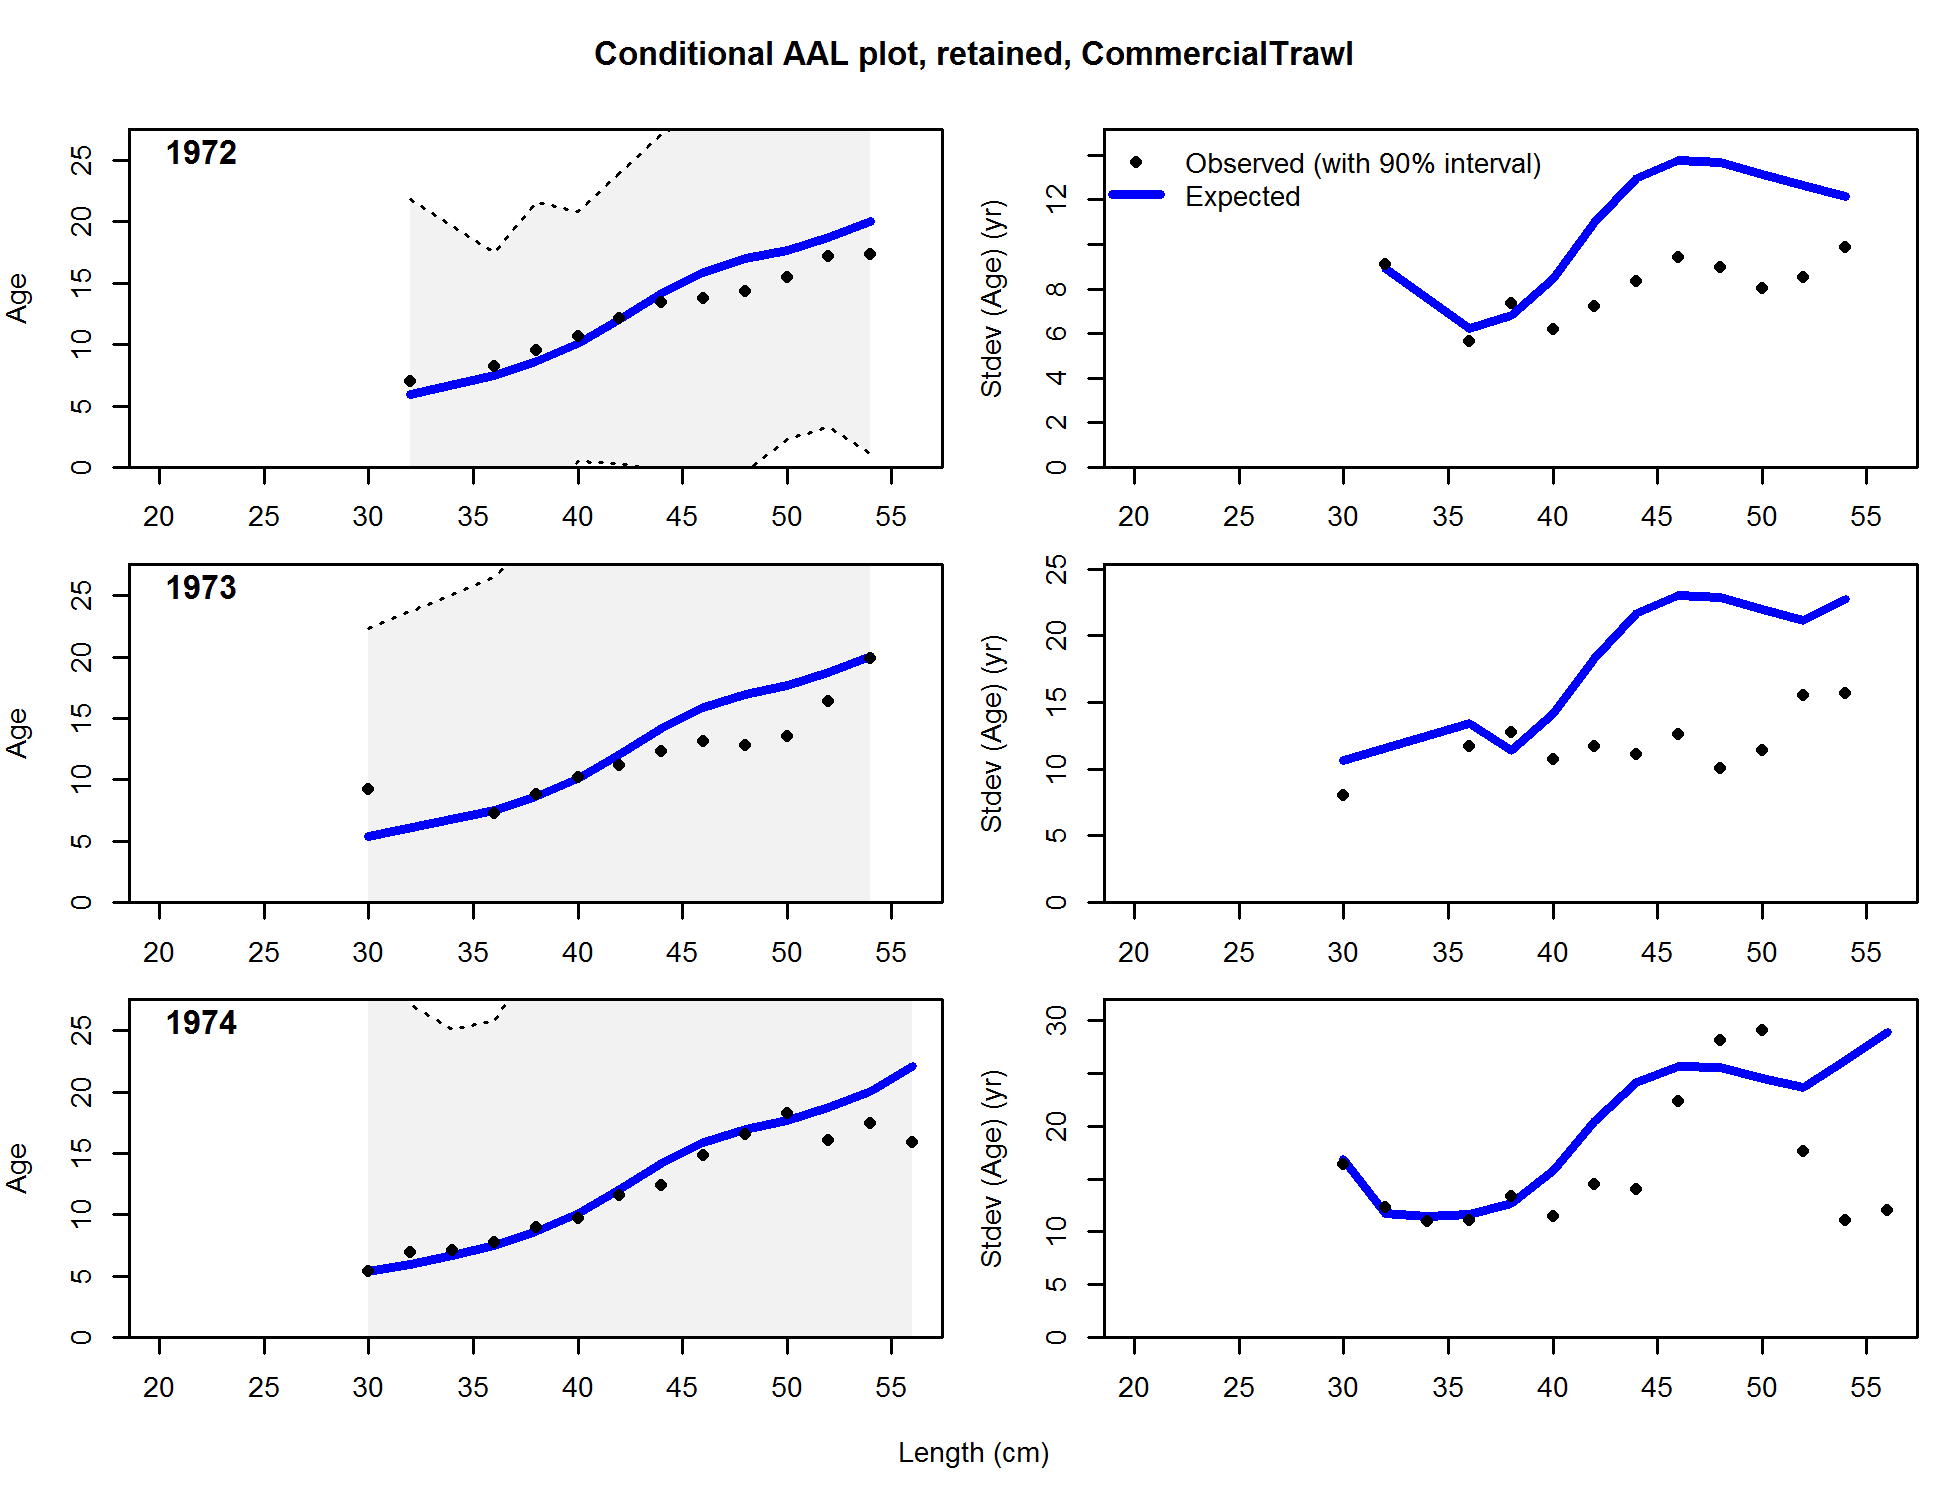 Conditional AAL plot, retained, CommercialTrawl
1972
Age
0 5 10 15 20 25
20 25 30 35 40 45 50 55
Observed (with 90% interval)
Expected
Stdev (Age) (yr)
0 2 4 6 8 12
20 25 30 35 40 45 50 55
1973
Age
0 5 10 15 20 25
20 25 30 35 40 45 50 55
Stdev (Age) (yr)
0 5 10 15 20 25
20 25 30 35 40 45 50 55
1974
Age
0 5 10 15 20 25
20 25 30 35 40 45 50 55
Stdev (Age) (yr)
0 5 10 20 30
20 25 30 35 40 45 50 55
Length (cm)